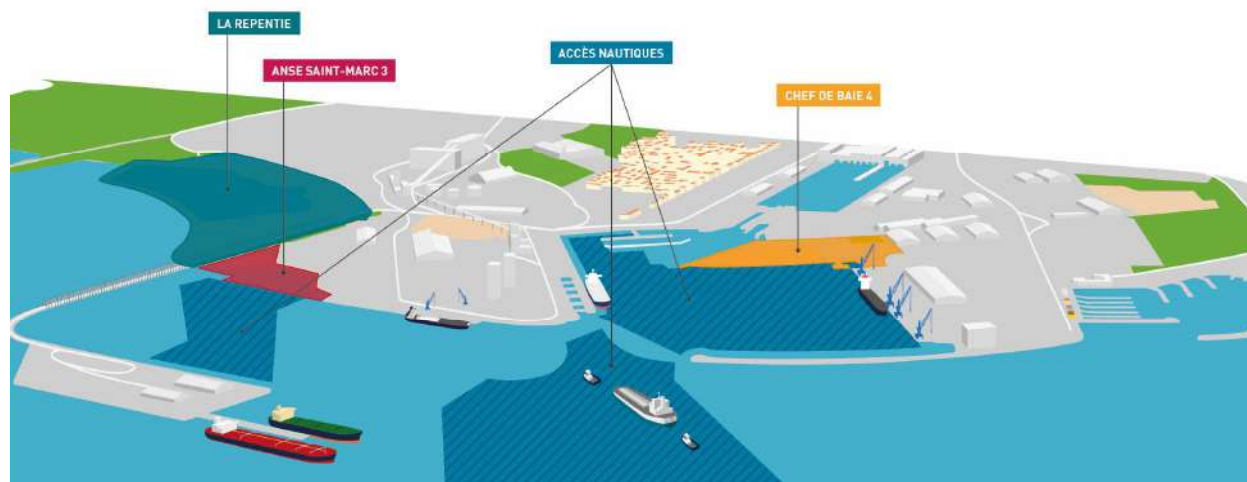 LA REPENTIE
ANSE SAINT-MARC 3
ACCÈS NAUTIQUES
CHEF DE BAIE 4